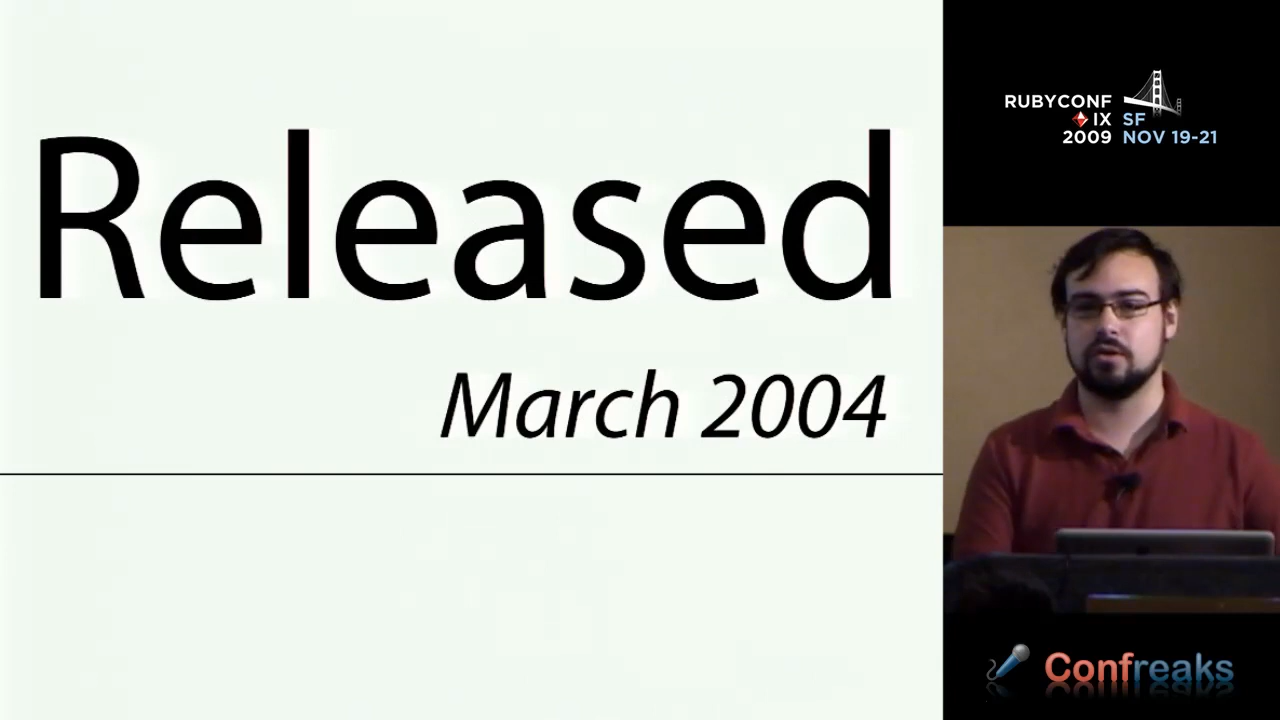 Released
March 2004
RUBYCONF
IX SF
2009 NOV 19-21
Confreaks